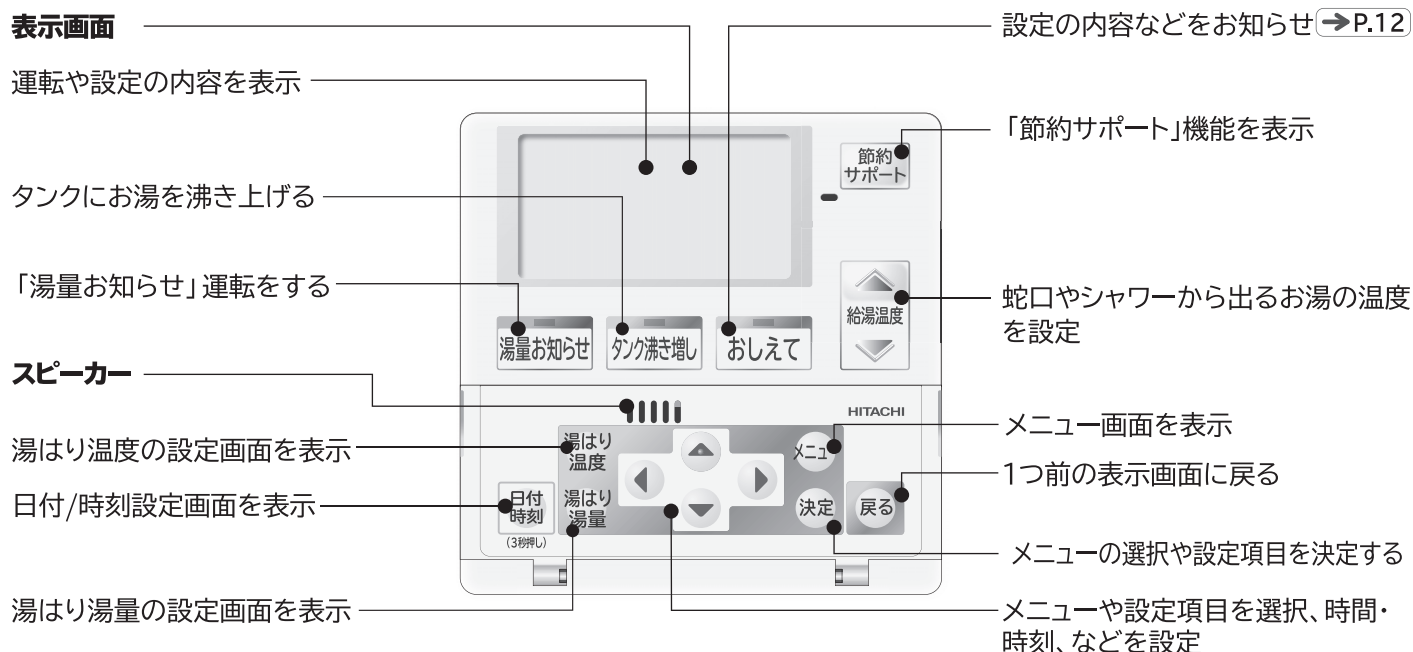 表示画面
運転や設定の内容を表示
タンクにお湯を沸き上げる
「湯量お知らせ」運転をする
スピーカー
湯はり温度の設定画面を表示
日付/時刻設定画面を表示
湯はり湯量の設定画面を表示
節約
サポート
給湯温度
湯量お知らせ
タンク沸き増し
おしえて
HITACHI
湯はり
温度
メニュー
日付
時刻
(3秒押し)
湯はり
湯量
決定
戻る
設定の内容などをお知らせ➔P.12
「節約サポート」機能を表示
蛇口やシャワーから出るお湯の温度
を設定
メニュー画面を表示
1つ前の表示画面に戻る
メニューの選択や設定項目を決定する
メニューや設定項目を選択、時間・
時刻、などを設定